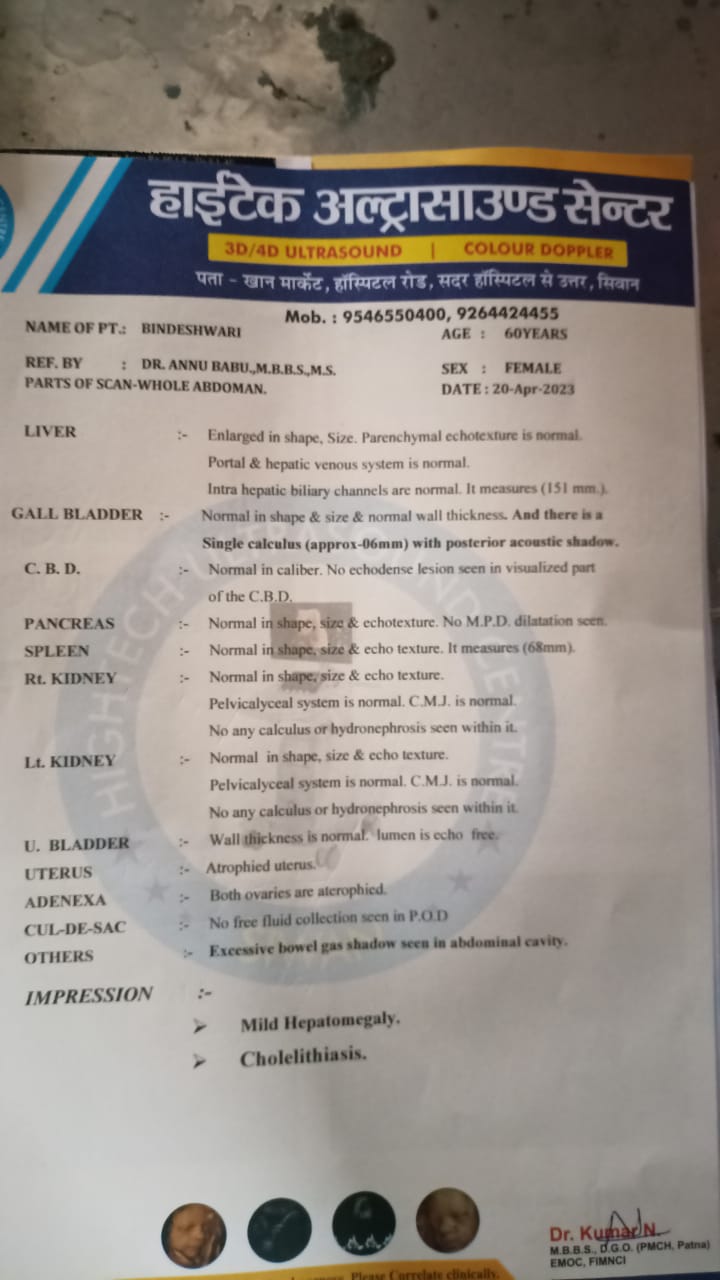 हाईटेक अल्ट्रासाउण्ड सेन्टर
3D/4D ULTRASOUND | COLOUR DOPPLER
पता - खान मार्केट, हॉस्पिटल रोड, सदर हॉस्पिटल से उत्तर, सिवान
Mob. : 9546550400, 9264424455
NAME OF PT.: BINDESHWARI AGE : 60YEARS
REF. BY : DR. ANNU BABU.,M.B.B.S.,M.S. SEX : FEMALE
PARTS OF SCAN-WHOLE ABDOMAN. DATE : 20-Apr-2023
LIVER :- Enlarged in shape, Size. Parenchymal echotexture is normal.
Portal & hepatic venous system is normal.
Intra hepatic biliary channels are normal. It measures (151 mm.).
GALL BLADDER :- Normal in shape & size & normal wall thickness. And there is a
Single calculus (approx-06mm) with posterior acoustic shadow.
C. B. D. :- Normal in caliber. No echodense lesion seen in visualized part
of the C.B.D.
PANCREAS :- Normal in shape, size & echotexture. No M.P.D. dilatation seen.
SPLEEN :- Normal in shape, size & echo texture. It measures (68mm).
Rt. KIDNEY :- Normal in shape, size & echo texture.
Pelvicalyceal system is normal. C.M.J. is normal.
No any calculus or hydronephrosis seen within it.
Lt. KIDNEY :- Normal in shape, size & echo texture.
Pelvicalyceal system is normal. C.M.J. is normal.
No any calculus or hydronephrosis seen within it.
U. BLADDER :- Wall thickness is normal. lumen is echo free.
UTERUS :- Atrophied uterus.
ADENEXA :- Both ovaries are aterophied.
CUL-DE-SAC :- No free fluid collection seen in P.O.D
OTHERS :- Excessive bowel gas shadow seen in abdominal cavity.
IMPRESSION :-
➢ Mild Hepatomegaly.
➢ Cholelithiasis.
Dr. Kumar N.
M.B.B.S., D.G.O. (PMCH, Patna)
EMOC, FIMNCI
Please Correlate clinically.